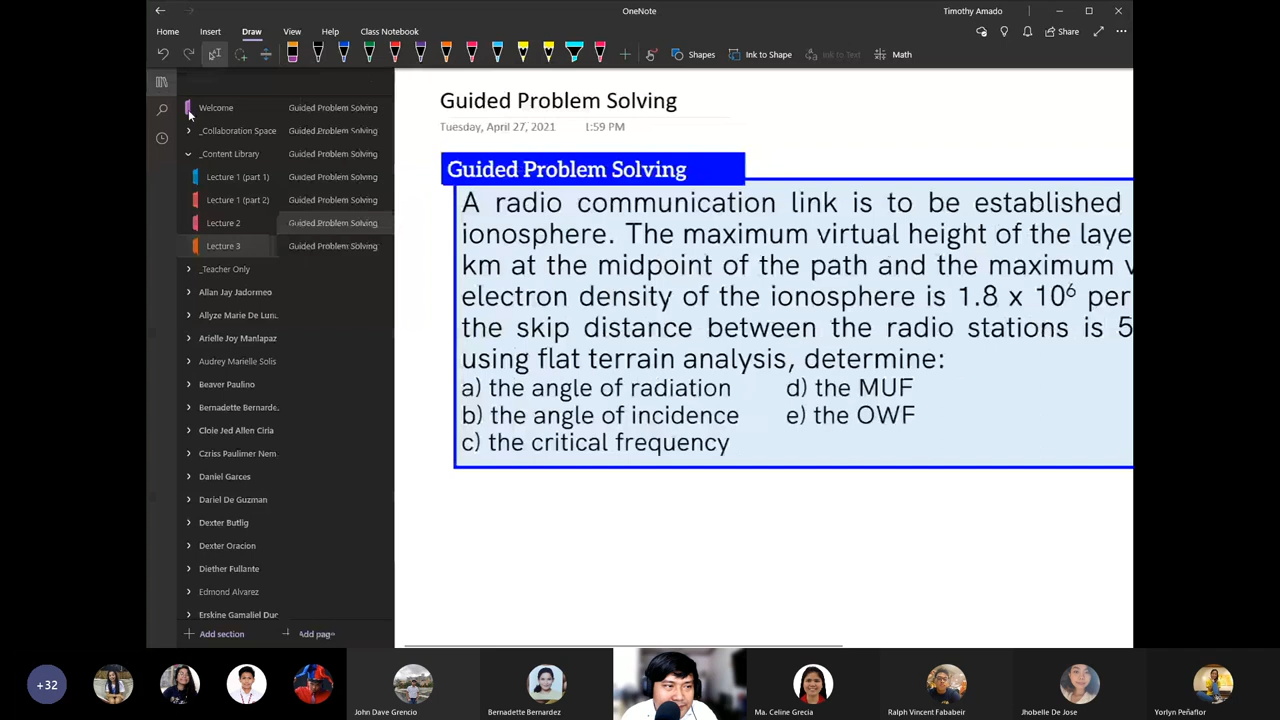 OneNote
Timothy Amado
Home Insert Draw View Help Class Notebook
Share
Shapes Ink to Shape Ink to Text Math
Welcome
_Collaboration Space
_Content Library
Lecture 1 (part 1)
Lecture 1 (part 2)
Lecture 2
Lecture 3
_Teacher Only
Allan Jay Jadormeo
Allyze Marie De Luna
Arielle Joy Manlapaz
Audrey Marielle Solis
Beaver Paulino
Bernadette Bernarde.
Cloie Jed Allen Ciria
Czriss Paulimer Nem
Daniel Garces
Dariel De Guzman
Dexter Butlig
Dexter Oracion
Diether Fullante
Edmond Alvarez
Erskine Gamaliel Duc
Add section
Guided Problem Solving
Guided Problem Solving
Guided Problem Solving
Guided Problem Solving
Guided Problem Solving
Guided Problem Solving
Guided Problem Solving
Add page
Guided Problem Solving
Tuesday, April 27, 2021 1:59 PM
Guided Problem Solving
A radio communication link is to be established
ionosphere. The maximum virtual height of the laye
km at the midpoint of the path and the maximum v
electron density of the ionosphere is 1.8 x 10⁶ per
the skip distance between the radio stations is 5
using flat terrain analysis, determine:
a) the angle of radiation d) the MUF
b) the angle of incidence e) the OWF
c) the critical frequency
+32
John Dave Grencio
Bernadette Bernardez
Ma. Celine Grecia
Ralph Vincent Fababeir
Jhobelle De Jose
Yorlyn Peñaflor